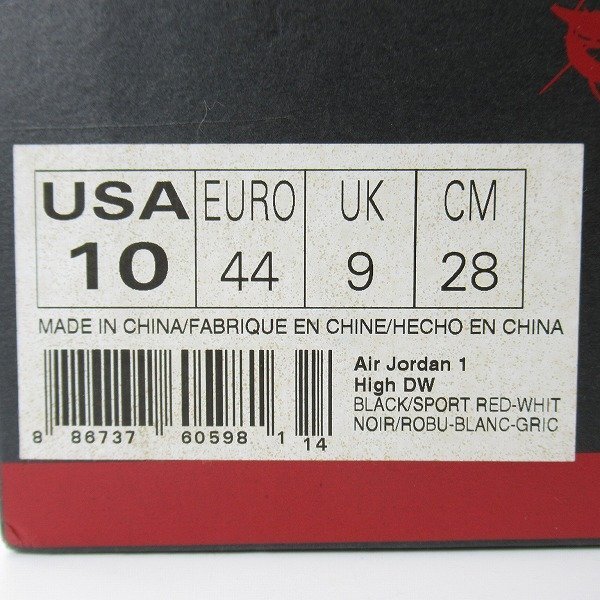 USA EURO UK CM
10 44 9 28
MADE IN CHINA/FABRIQUE EN CHINE/HECHO EN CHINA
Air Jordan 1
High DW
BLACK/SPORT RED-WHIT
NOIR/ROBU-BLANC-GRIC
8 86737 60598 1 14